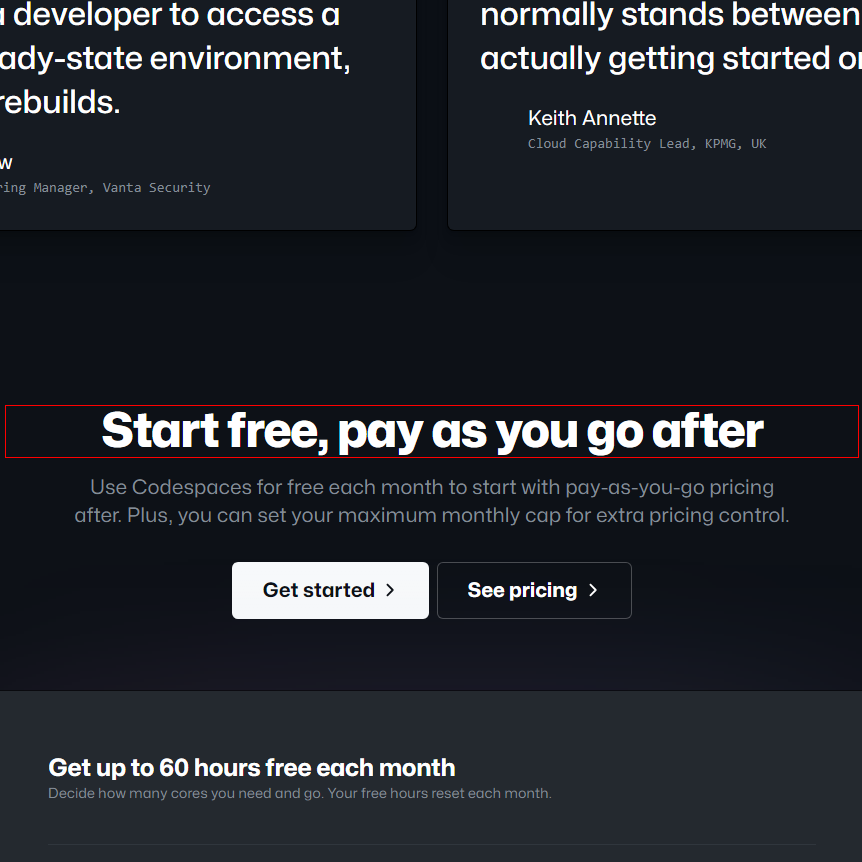 a developer to access a
ady-state environment,
rebuilds.
w
ring Manager, Vanta Security
normally stands between
actually getting started or
Keith Annette
Cloud Capability Lead, KPMG, UK
Start free, pay as you go after
Use Codespaces for free each month to start with pay-as-you-go pricing
after. Plus, you can set your maximum monthly cap for extra pricing control.
Get started
See pricing
Get up to 60 hours free each month
Decide how many cores you need and go. Your free hours reset each month.